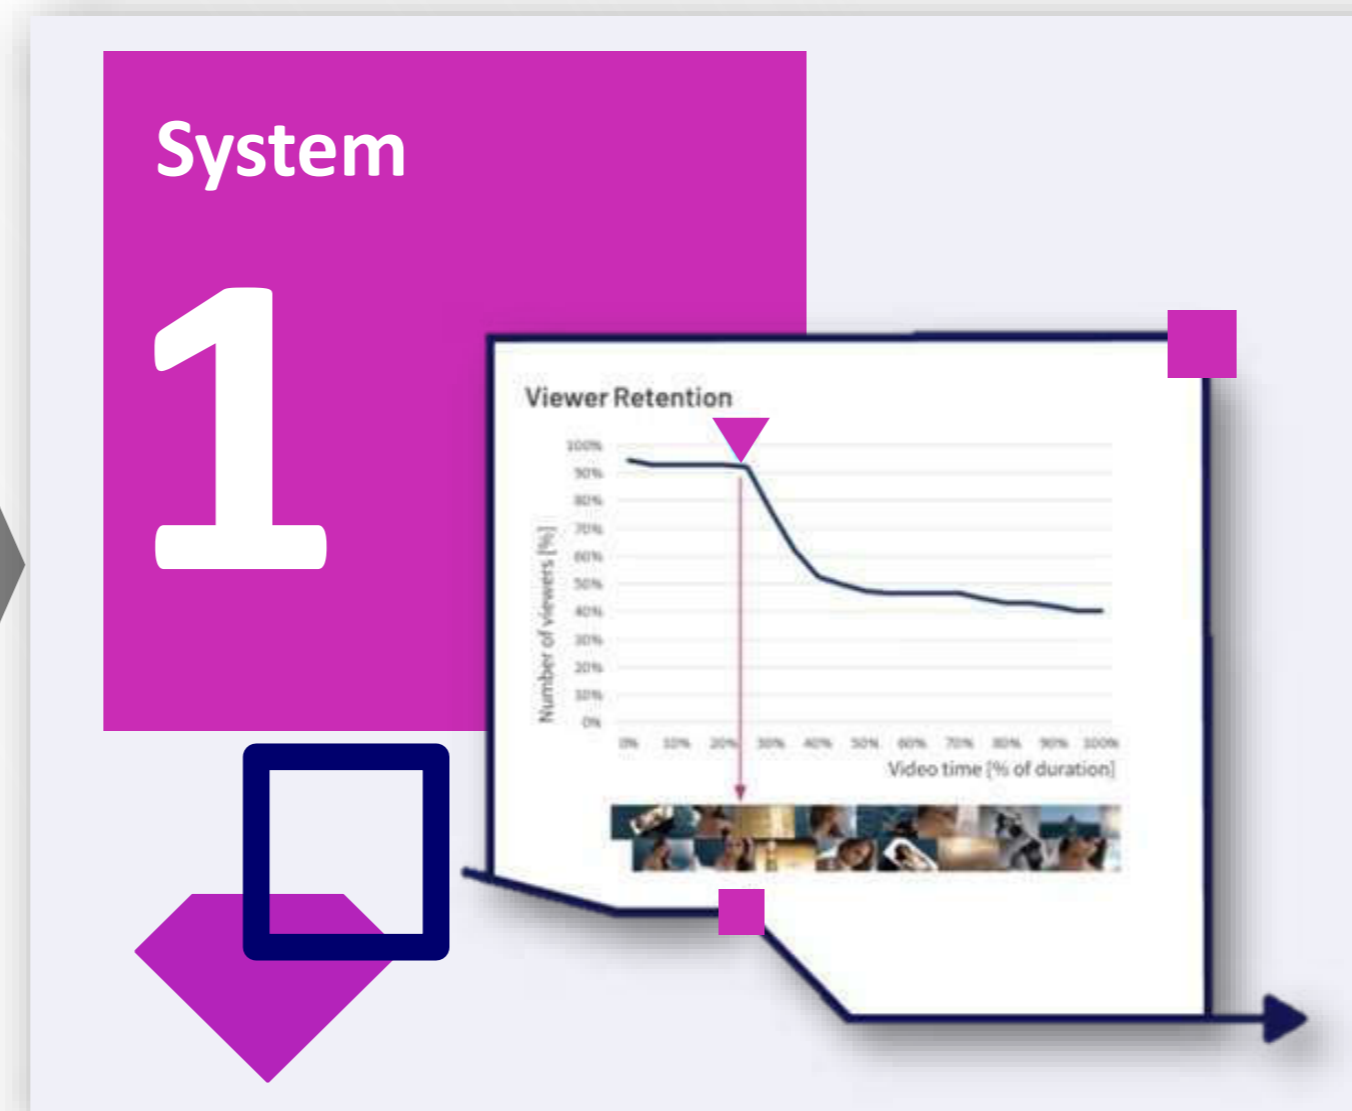 System
1
Viewer Retention
100%
90%
80%
70%
60%
50%
40%
30%
20%
10%
0%
Number of viewers [%]
0% 10% 20% 30% 40% 50% 60% 70% 80% 90% 100%
Video time [% of duration]